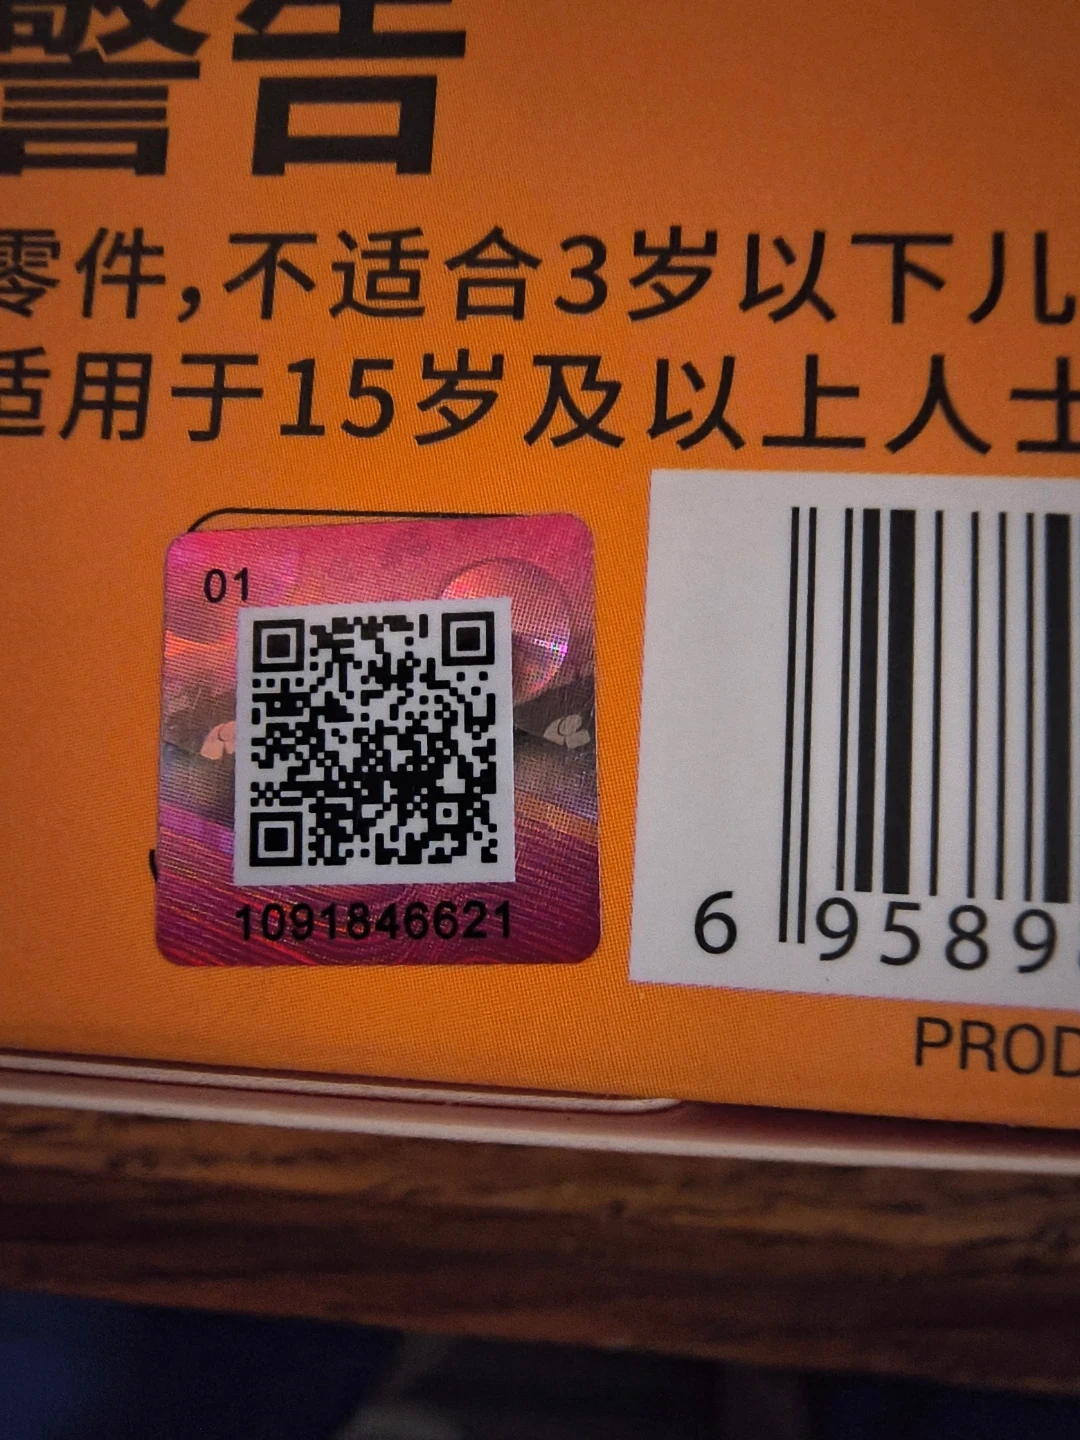 警告
零件,不适合3岁以下儿
适用于15岁及以上人士
01
1091846621
6 9589
PROD